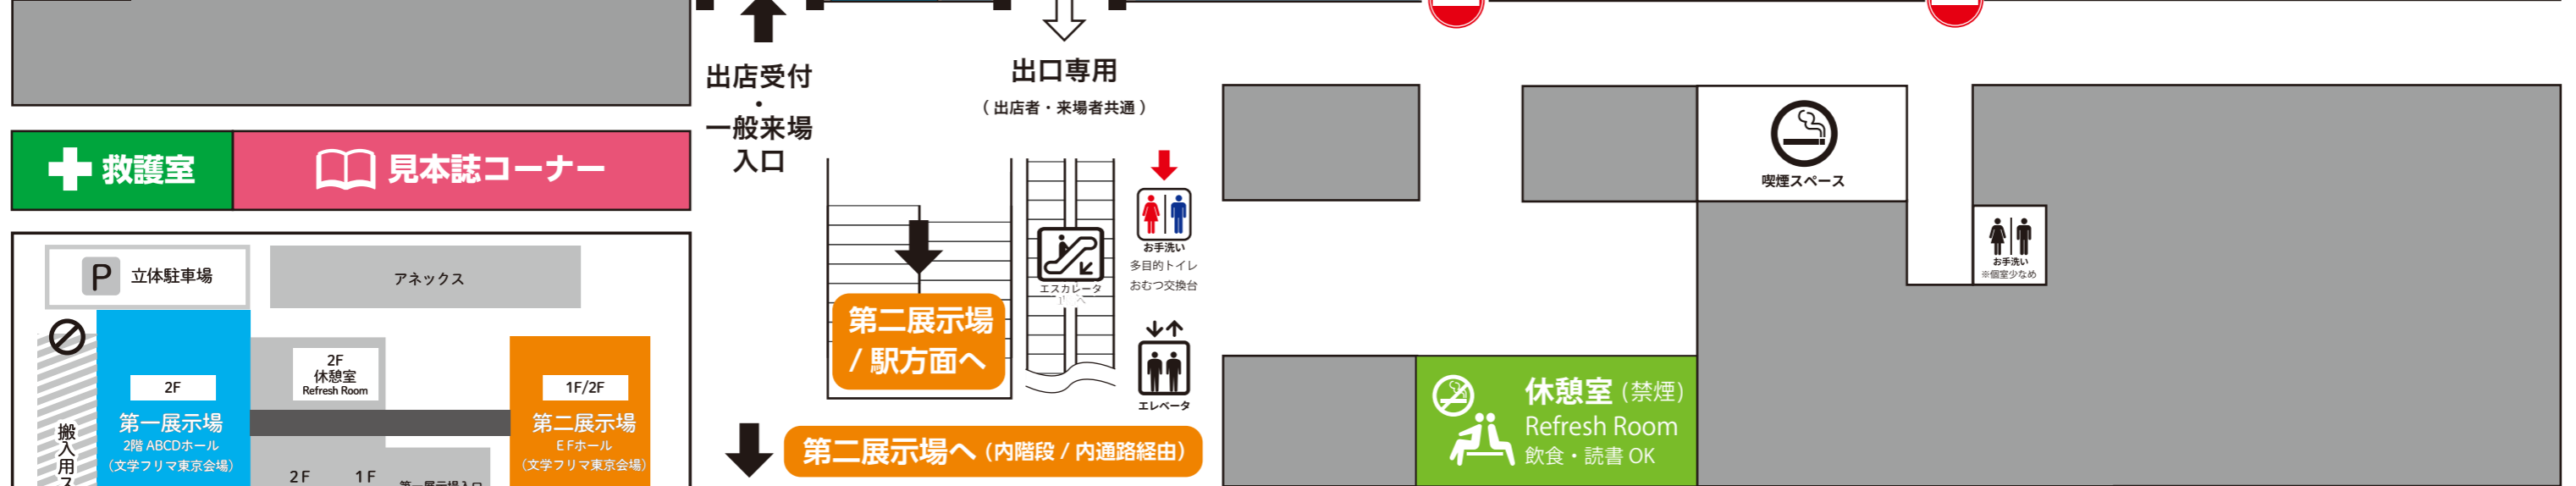 出店受付
・
一般来場
入口
出口専用
（ 出店者・来場者共通 ）
救護室
見本誌コーナー
喫煙スペース
お手洗い
多目的トイレ
おむつ交換台
お手洗い
※個室少なめ
エスカレータ
第二展示場
/ 駅方面へ
エレベータ
第二展示場へ（内階段 / 内通路経由）
休憩室（禁煙）
Refresh Room
飲食・読書 OK
P 立体駐車場
アネックス
2F
休憩室
Refresh Room
2F
第一展示場
2階 ABCDホール
（文学フリマ東京会場）
1F/2F
第二展示場
E Fホール
（文学フリマ東京会場）
搬入用ス
2F 1F